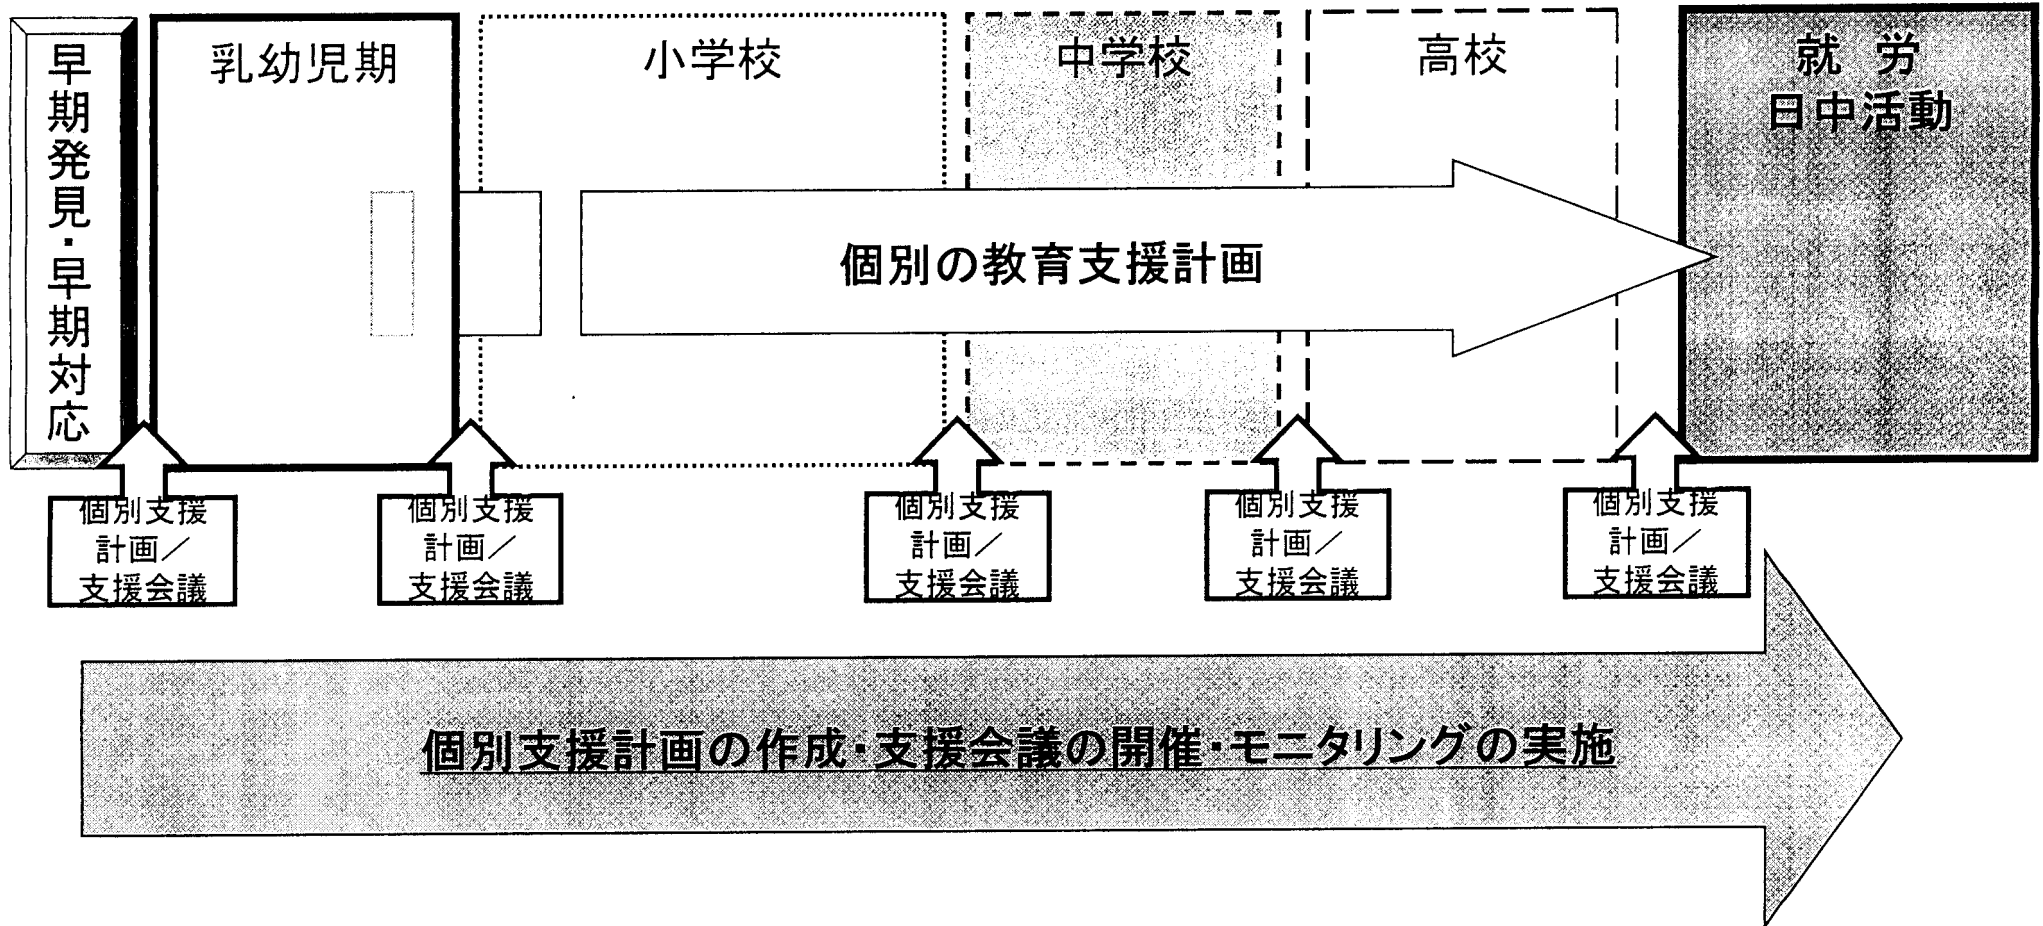 早期発見・早期対応
乳幼児期
小学校
中学校
高校
就　労
日中活動
個別の教育支援計画
個別支援
計画／
支援会議
個別支援
計画／
支援会議
個別支援
計画／
支援会議
個別支援
計画／
支援会議
個別支援
計画／
支援会議
個別支援計画の作成・支援会議の開催・モニタリングの実施